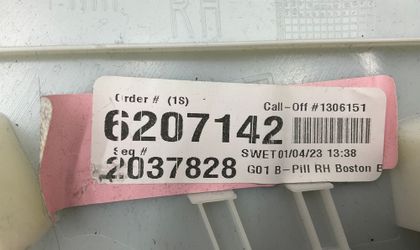 RH
Order # (1S)
Call-Off #1306151
6207142
Seq #
SWET01/04/23 13:38
2037828
G01 B-Pill RH Boston